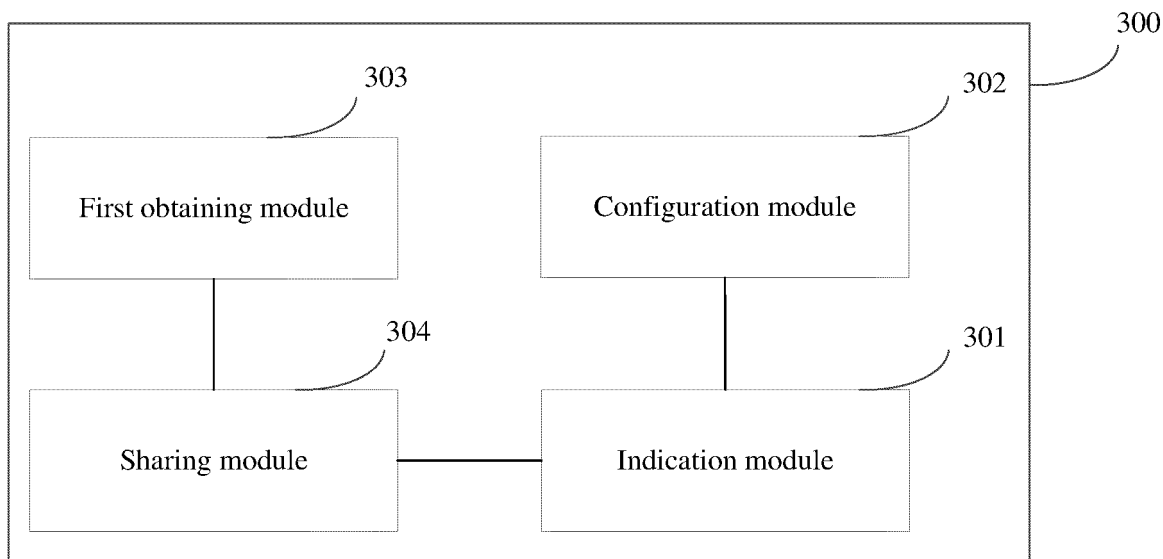 300
303
302
First obtaining module
Configuration module
304
301
Sharing module
Indication module